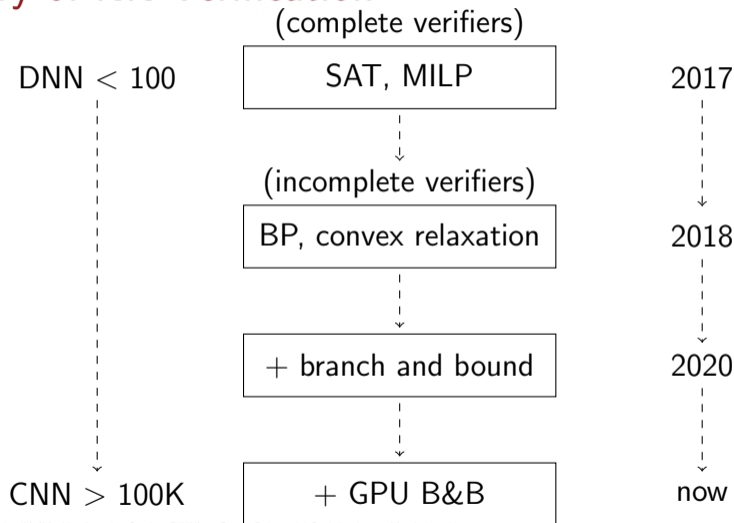 (complete verifiers)
DNN < 100 SAT, MILP 2017
(incomplete verifiers)
BP, convex relaxation 2018
+ branch and bound 2020
CNN > 100K + GPU B&B now